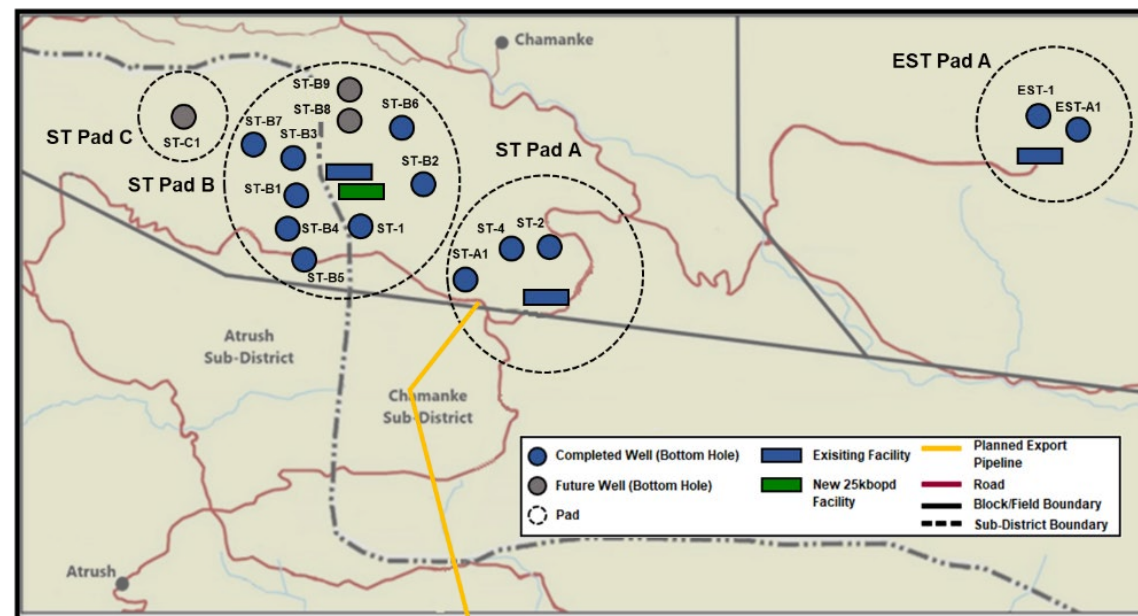 Chamanke
EST Pad A
ST-B9
EST-1
ST-B8
ST-B6
EST-A1
ST-B7
ST-C1
ST-B3
ST Pad C
ST Pad A
ST Pad B
ST-B2
ST-B1
ST-4
ST-2
ST-B4
ST-1
ST-A1
ST-B5
Atrush
Sub-District
Chamanke
Sub-District
Completed Well (Bottom Hole)
Future Well (Bottom Hole)
Pad
Exisiting Facility
New 25kbopd
Facility
Planned Export
Pipeline
Road
Block/Field Boundary
Sub-District Boundary
Atrush